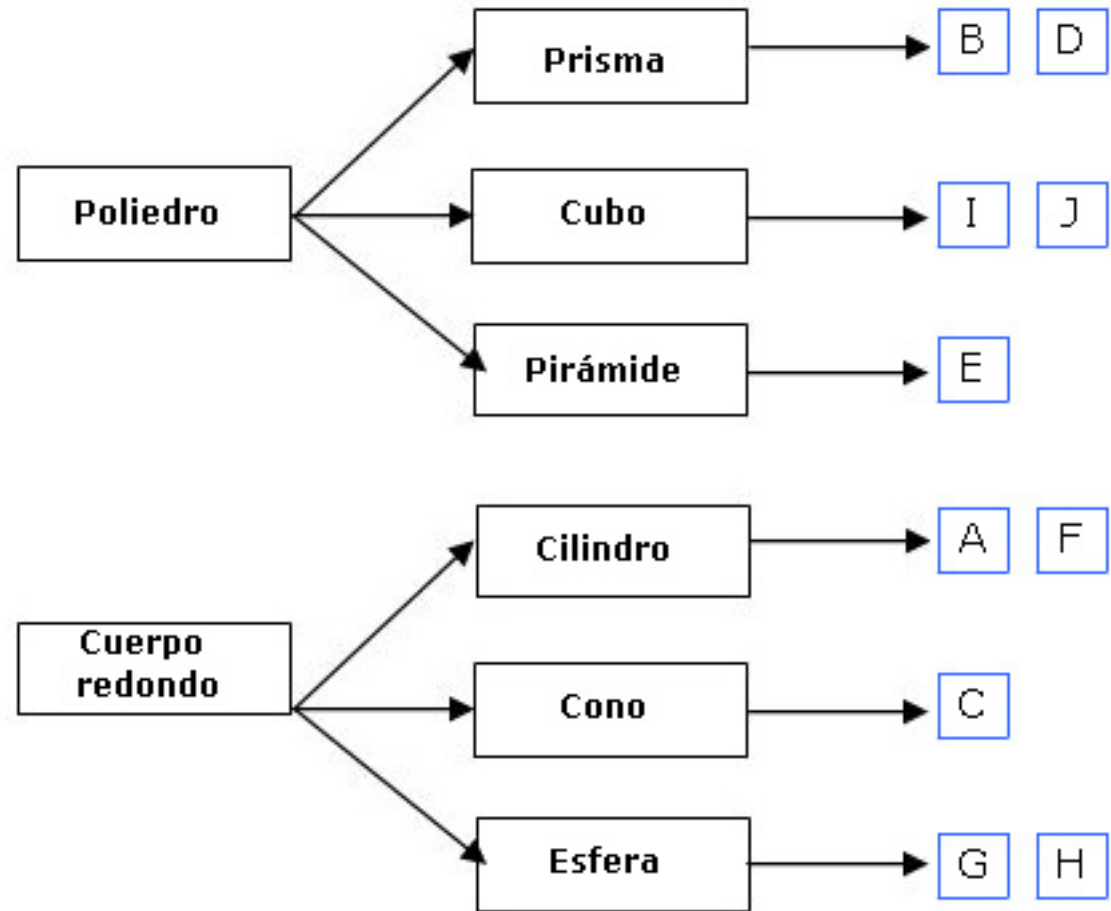 Prisma
B D
Poliedro
Cubo
I J
Pirámide
E
Cilindro
A F
Cuerpo
redondo
Cono
C
Esfera
G H